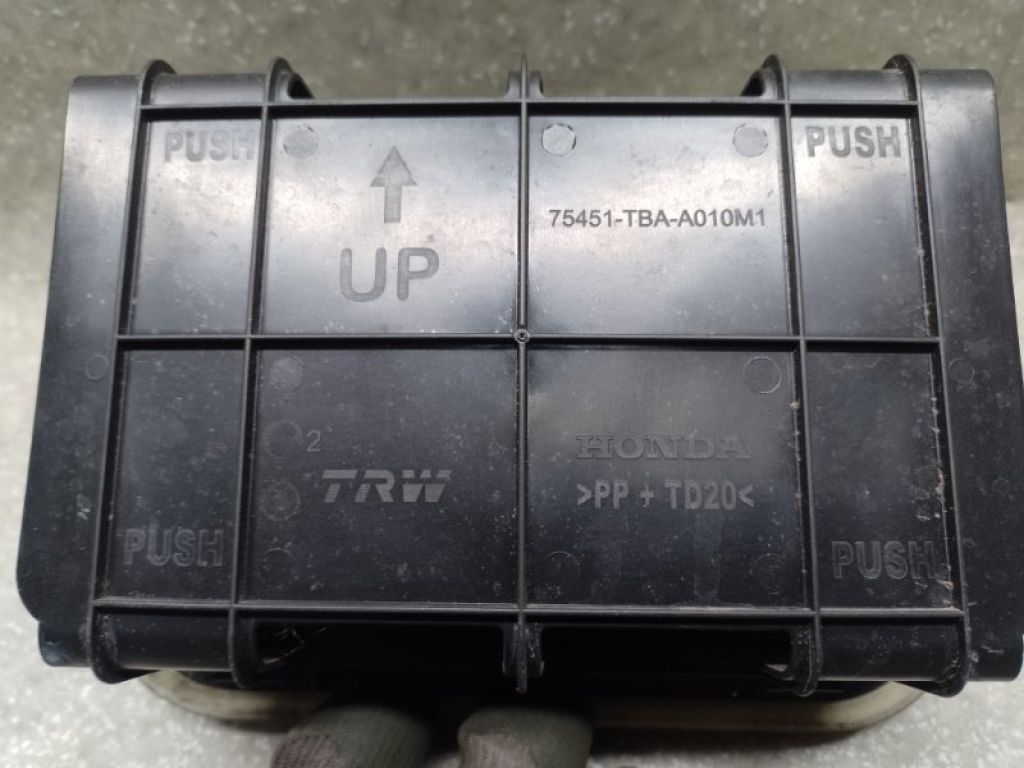 PUSH
PUSH
UP
75451-TBA-A010M1
2
TRW
HONDA
>PP + TD20<
PUSH
PUSH